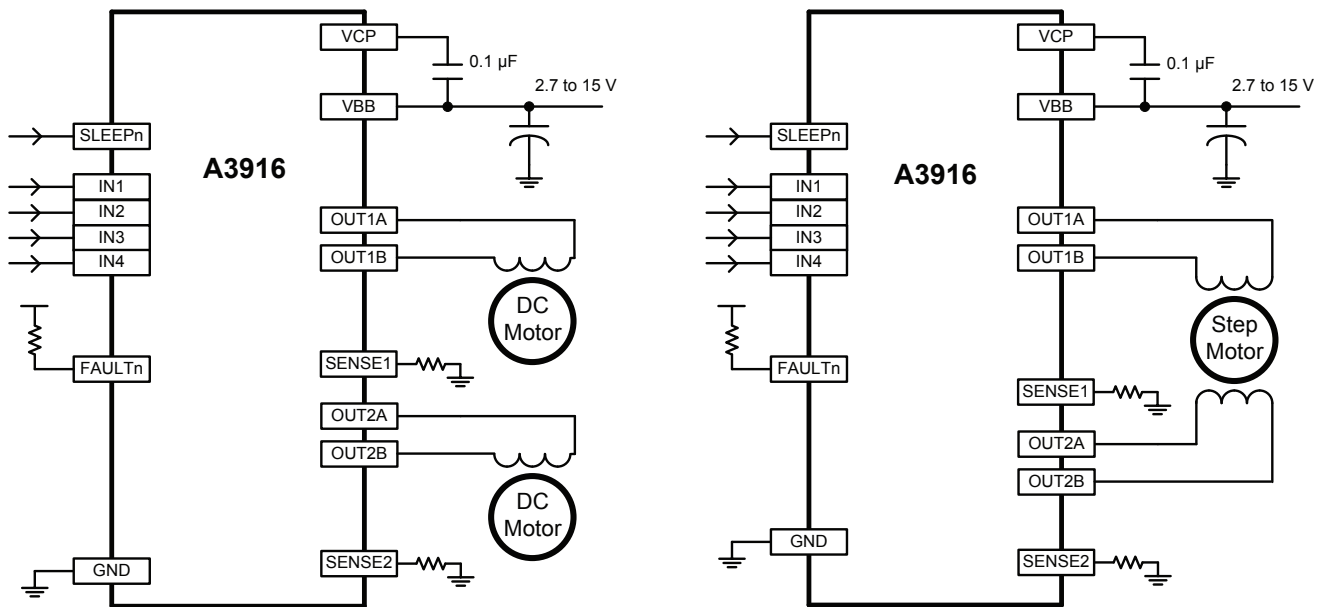 VCP
0.1 µF
2.7 to 15 V
VBB
SLEEPn
A3916
IN1
IN2
IN3
IN4
OUT1A
OUT1B
DC
Motor
FAULTn
SENSE1
OUT2A
OUT2B
DC
Motor
GND
SENSE2
VCP
0.1 µF
2.7 to 15 V
VBB
SLEEPn
A3916
IN1
IN2
IN3
IN4
OUT1A
OUT1B
Step
Motor
FAULTn
SENSE1
OUT2A
OUT2B
GND
SENSE2